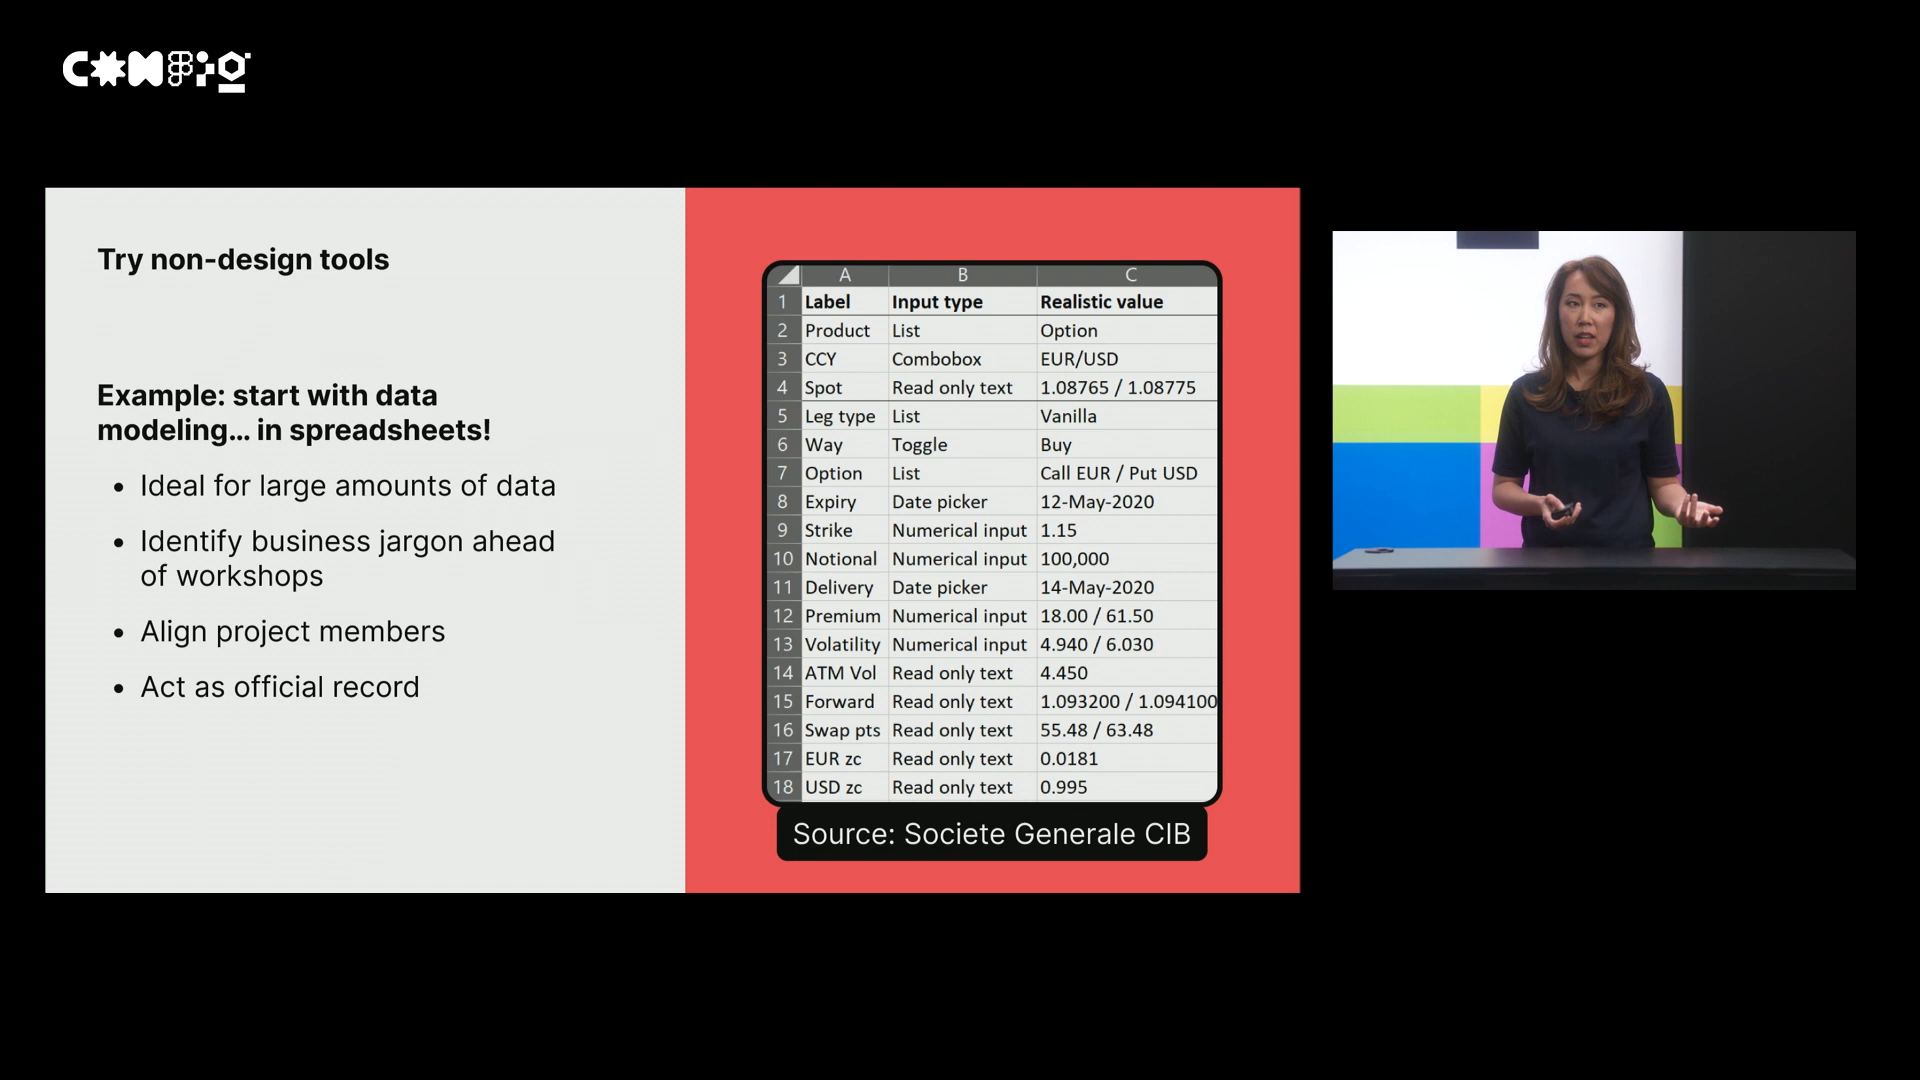 CONFIG
Try non-design tools
Example: start with data
modeling... in spreadsheets!
• Ideal for large amounts of data
• Identify business jargon ahead
of workshops
• Align project members
• Act as official record
A B C
1 Label Input type Realistic value
2 Product List Option
3 CCY Combobox EUR/USD
4 Spot Read only text 1.08765 / 1.08775
5 Leg type List Vanilla
6 Way Toggle Buy
7 Option List Call EUR / Put USD
8 Expiry Date picker 12-May-2020
9 Strike Numerical input 1.15
10 Notional Numerical input 100,000
11 Delivery Date picker 14-May-2020
12 Premium Numerical input 18.00 / 61.50
13 Volatility Numerical input 4.940 / 6.030
14 ATM Vol Read only text 4.450
15 Forward Read only text 1.093200 / 1.094100
16 Swap pts Read only text 55.48 / 63.48
17 EUR zc Read only text 0.0181
18 USD zc Read only text 0.995
Source: Societe Generale CIB